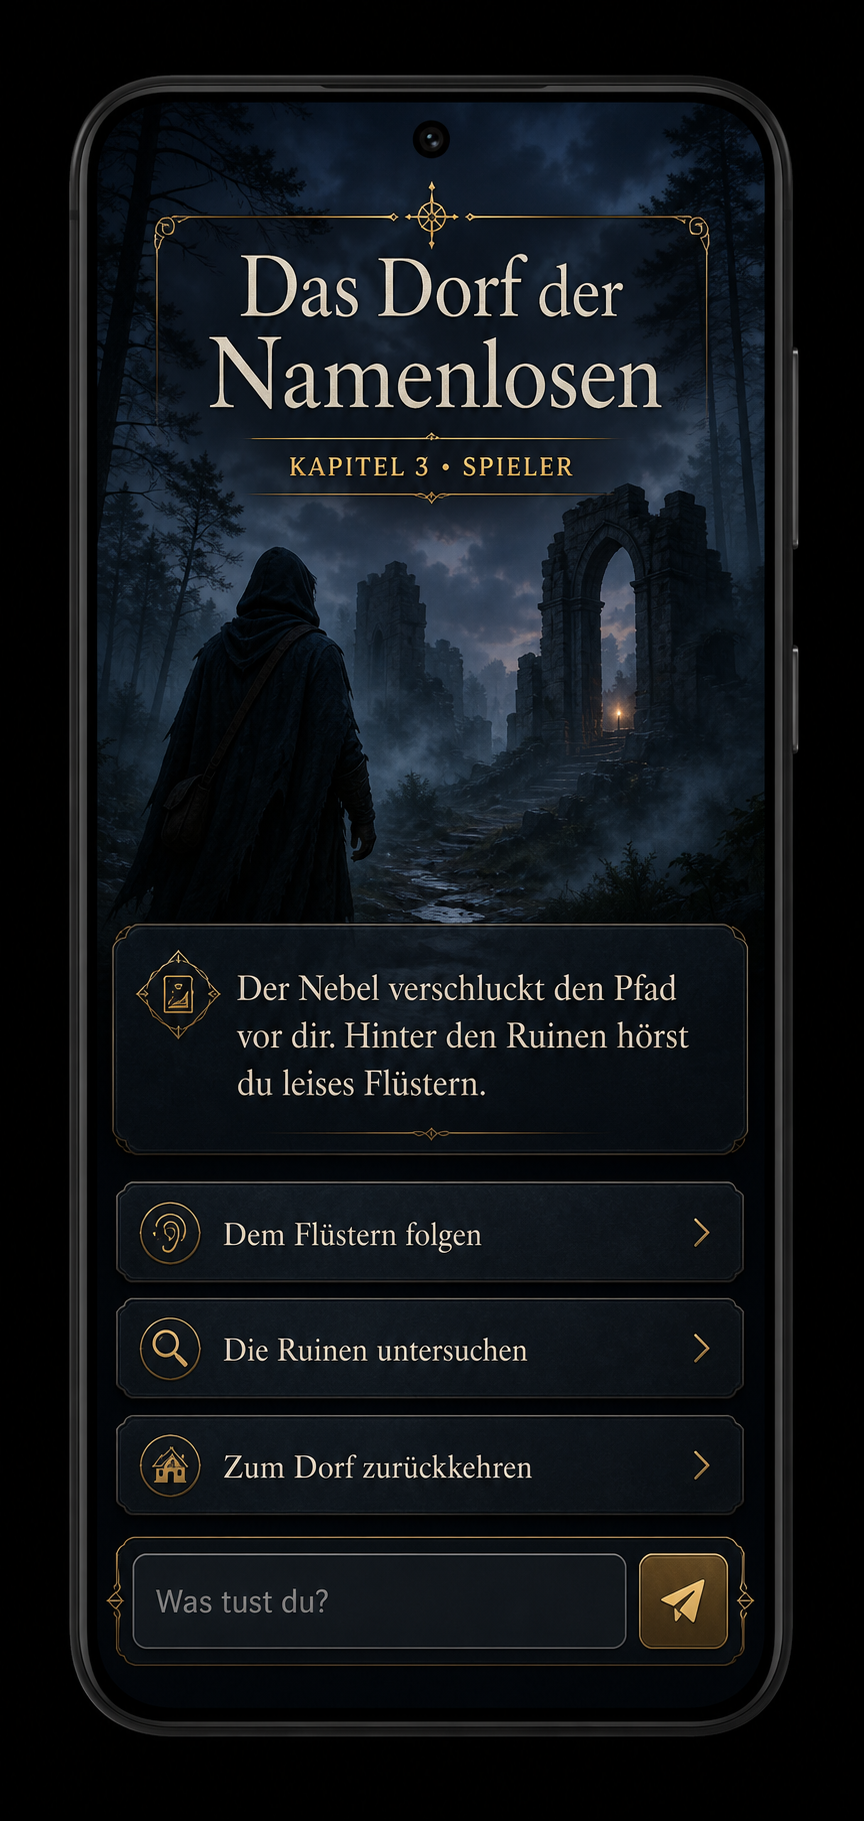 Das Dorf der
Namenlosen
KAPITEL 3 • SPIELER
Der Nebel verschluckt den Pfad
vor dir. Hinter den Ruinen hörst
du leises Flüstern.
Dem Flüstern folgen
Die Ruinen untersuchen
Zum Dorf zurückkehren
Was tust du?